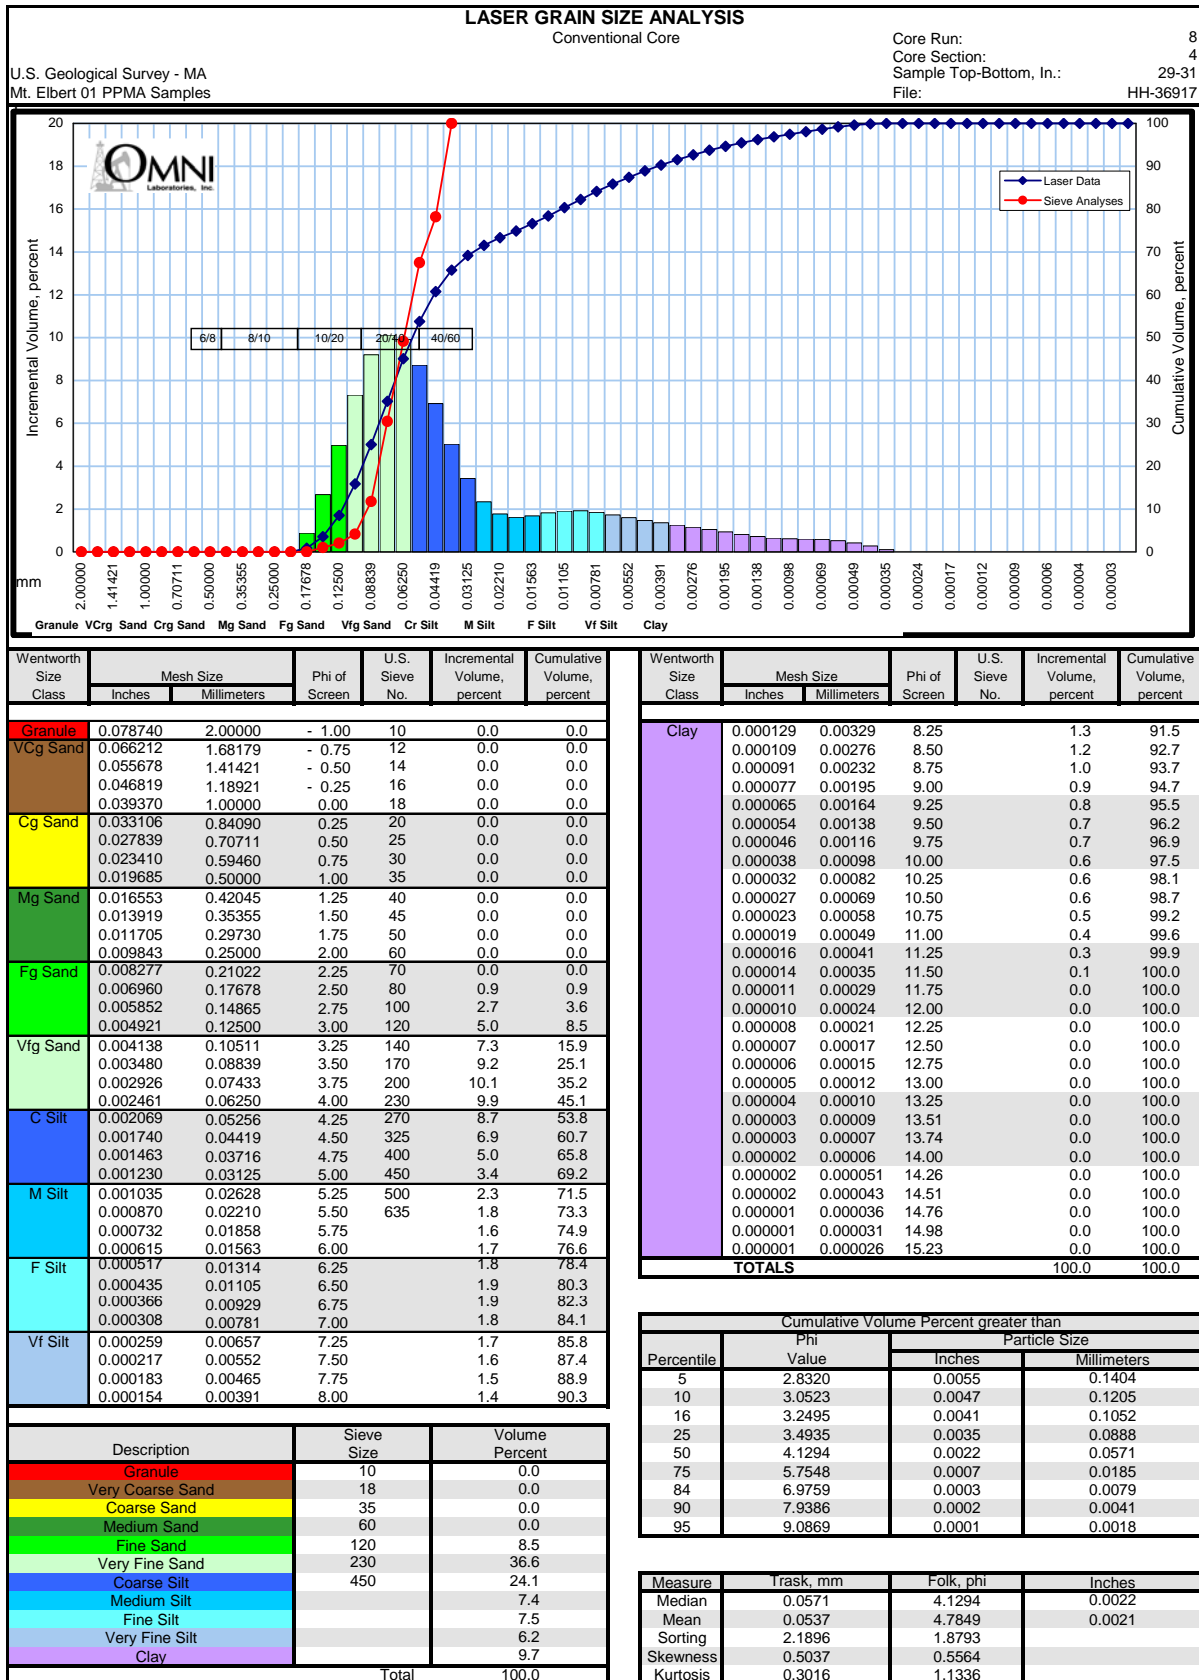 LASER GRAIN SIZE ANALYSIS
Conventional Core
Core Run: 8
Core Section: 4
U.S. Geological Survey - MA Sample Top-Bottom, In.: 29-31
Mt. Elbert 01 PPMA Samples File: HH-36917
OMNI
Laboratories, Inc.
Laser Data
Sieve Analyses
Incremental Volume, percent
20
18
16
14
12
10
8
6
4
2
0
Cumulative Volume, percent
100
90
80
70
60
50
40
30
20
10
0
6/8 8/10 10/20 20/40 40/60
mm
2.00000 1.41421 1.00000 0.70711 0.50000 0.35355 0.25000 0.17678 0.12500 0.08839 0.06250 0.04419 0.03125 0.02210 0.01563 0.01105 0.00781 0.00552 0.00391 0.00276 0.00195 0.00138 0.00098 0.00069 0.00049 0.00035 0.00024 0.00017 0.00012 0.00009 0.00006 0.00004 0.00003
Granule VCrg Sand Crg Sand Mg Sand Fg Sand Vfg Sand Cr Silt M Silt F Silt Vf Silt Clay
Wentworth Size Class Mesh Size Inches Millimeters Phi of Screen U.S. Sieve No. Incremental Volume, percent Cumulative Volume, percent
Granule 0.078740 2.00000 - 1.00 10 0.0 0.0
VCg Sand 0.066212 1.68179 - 0.75 12 0.0 0.0
0.055678 1.41421 - 0.50 14 0.0 0.0
0.046819 1.18921 - 0.25 16 0.0 0.0
0.039370 1.00000 0.00 18 0.0 0.0
Cg Sand 0.033106 0.84090 0.25 20 0.0 0.0
0.027839 0.70711 0.50 25 0.0 0.0
0.023410 0.59460 0.75 30 0.0 0.0
0.019685 0.50000 1.00 35 0.0 0.0
Mg Sand 0.016553 0.42045 1.25 40 0.0 0.0
0.013919 0.35355 1.50 45 0.0 0.0
0.011705 0.29730 1.75 50 0.0 0.0
0.009843 0.25000 2.00 60 0.0 0.0
Fg Sand 0.008277 0.21022 2.25 70 0.0 0.0
0.006960 0.17678 2.50 80 0.9 0.9
0.005852 0.14865 2.75 100 2.7 3.6
0.004921 0.12500 3.00 120 5.0 8.5
Vfg Sand 0.004138 0.10511 3.25 140 7.3 15.9
0.003480 0.08839 3.50 170 9.2 25.1
0.002926 0.07433 3.75 200 10.1 35.2
0.002461 0.06250 4.00 230 9.9 45.1
C Silt 0.002069 0.05256 4.25 270 8.7 53.8
0.001740 0.04419 4.50 325 6.9 60.7
0.001463 0.03716 4.75 400 5.0 65.8
0.001230 0.03125 5.00 450 3.4 69.2
M Silt 0.001035 0.02628 5.25 500 2.3 71.5
0.000870 0.02210 5.50 635 1.8 73.3
0.000732 0.01858 5.75 1.6 74.9
0.000615 0.01563 6.00 1.7 76.6
F Silt 0.000517 0.01314 6.25 1.8 78.4
0.000435 0.01105 6.50 1.9 80.3
0.000366 0.00929 6.75 1.9 82.3
0.000308 0.00781 7.00 1.8 84.1
Vf Silt 0.000259 0.00657 7.25 1.7 85.8
0.000217 0.00552 7.50 1.6 87.4
0.000183 0.00465 7.75 1.5 88.9
0.000154 0.00391 8.00 1.4 90.3
Wentworth Size Class Mesh Size Inches Millimeters Phi of Screen U.S. Sieve No. Incremental Volume, percent Cumulative Volume, percent
Clay 0.000129 0.00329 8.25 1.3 91.5
0.000109 0.00276 8.50 1.2 92.7
0.000091 0.00232 8.75 1.0 93.7
0.000077 0.00195 9.00 0.9 94.7
0.000065 0.00164 9.25 0.8 95.5
0.000054 0.00138 9.50 0.7 96.2
0.000046 0.00116 9.75 0.7 96.9
0.000038 0.00098 10.00 0.6 97.5
0.000032 0.00082 10.25 0.6 98.1
0.000027 0.00069 10.50 0.6 98.7
0.000023 0.00058 10.75 0.5 99.2
0.000019 0.00049 11.00 0.4 99.6
0.000016 0.00041 11.25 0.3 99.9
0.000014 0.00035 11.50 0.1 100.0
0.000011 0.00029 11.75 0.0 100.0
0.000010 0.00024 12.00 0.0 100.0
0.000008 0.00021 12.25 0.0 100.0
0.000007 0.00017 12.50 0.0 100.0
0.000006 0.00015 12.75 0.0 100.0
0.000005 0.00012 13.00 0.0 100.0
0.000004 0.00010 13.25 0.0 100.0
0.000003 0.00009 13.51 0.0 100.0
0.000003 0.00007 13.74 0.0 100.0
0.000002 0.00006 14.00 0.0 100.0
0.000002 0.000051 14.26 0.0 100.0
0.000002 0.000043 14.51 0.0 100.0
0.000001 0.000036 14.76 0.0 100.0
0.000001 0.000031 14.98 0.0 100.0
0.000001 0.000026 15.23 0.0 100.0
TOTALS 100.0 100.0
Cumulative Volume Percent greater than
Phi Particle Size
Percentile Value Inches Millimeters
5 2.8320 0.0055 0.1404
10 3.0523 0.0047 0.1205
16 3.2495 0.0041 0.1052
25 3.4935 0.0035 0.0888
50 4.1294 0.0022 0.0571
75 5.7548 0.0007 0.0185
84 6.9759 0.0003 0.0079
90 7.9386 0.0002 0.0041
95 9.0869 0.0001 0.0018
Description Sieve Size Volume Percent
Granule 10 0.0
Very Coarse Sand 18 0.0
Coarse Sand 35 0.0
Medium Sand 60 0.0
Fine Sand 120 8.5
Very Fine Sand 230 36.6
Coarse Silt 450 24.1
Medium Silt 7.4
Fine Silt 7.5
Very Fine Silt 6.2
Clay 9.7
Total 100.0
Measure Trask, mm Folk, phi Inches
Median 0.0571 4.1294 0.0022
Mean 0.0537 4.7849 0.0021
Sorting 2.1896 1.8793
Skewness 0.5037 0.5564
Kurtosis 0.3016 1.1336